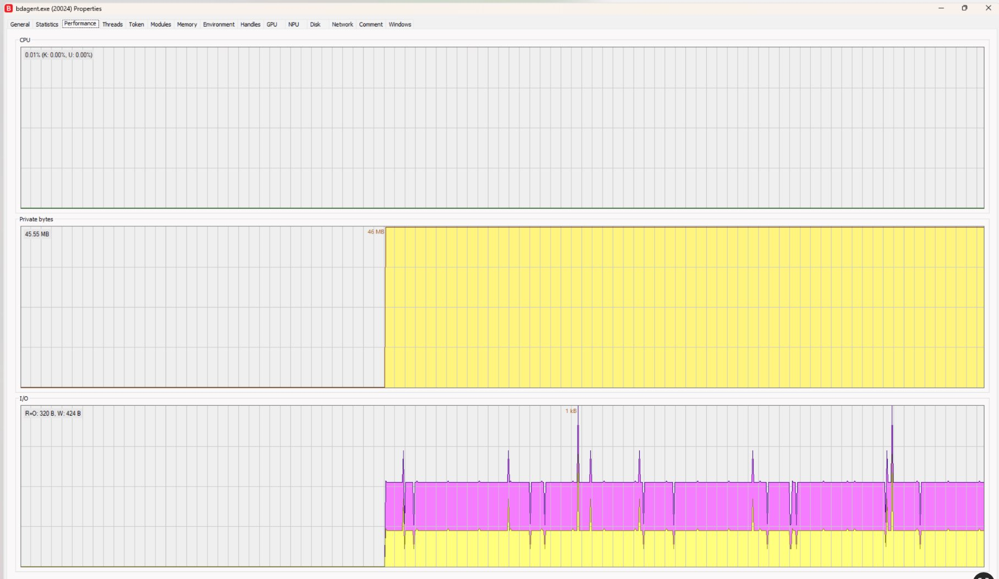 B bdagent.exe (20024) Properties
General Statistics Performance Threads Token Modules Memory Environment Handles GPU NPU Disk Network Comment Windows
CPU
0.01% (K: 0.00%, U: 0.00%)
Private bytes
45.55 MB
46 MB
I/O
R+O: 320 B, W: 424 B
1 kB